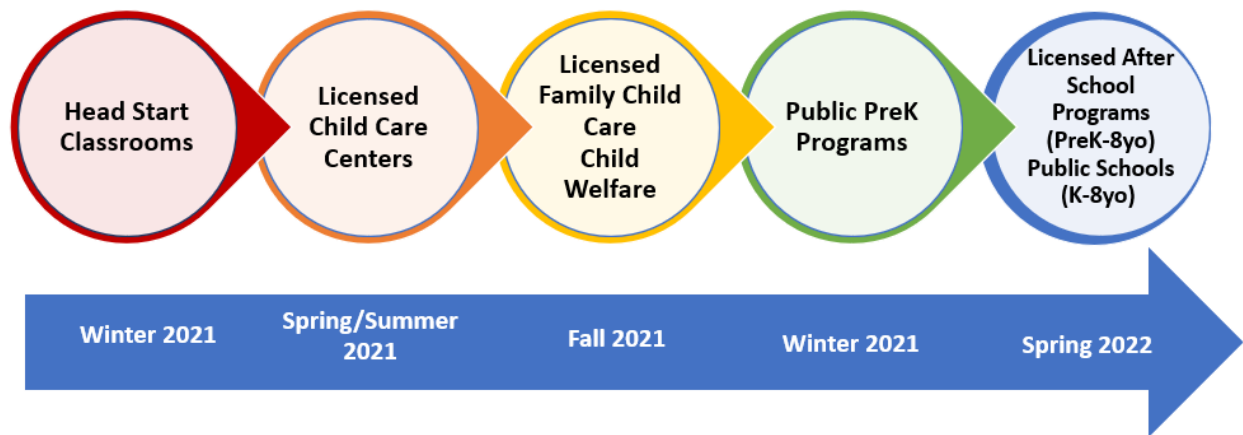 Head Start
Classrooms
Licensed
Child Care
Centers
Licensed
Family Child
Care
Child
Welfare
Public PreK
Programs
Licensed After
School
Programs
(PreK-8yo)
Public Schools
(K-8yo)
Winter 2021
Spring/Summer
2021
Fall 2021
Winter 2021
Spring 2022